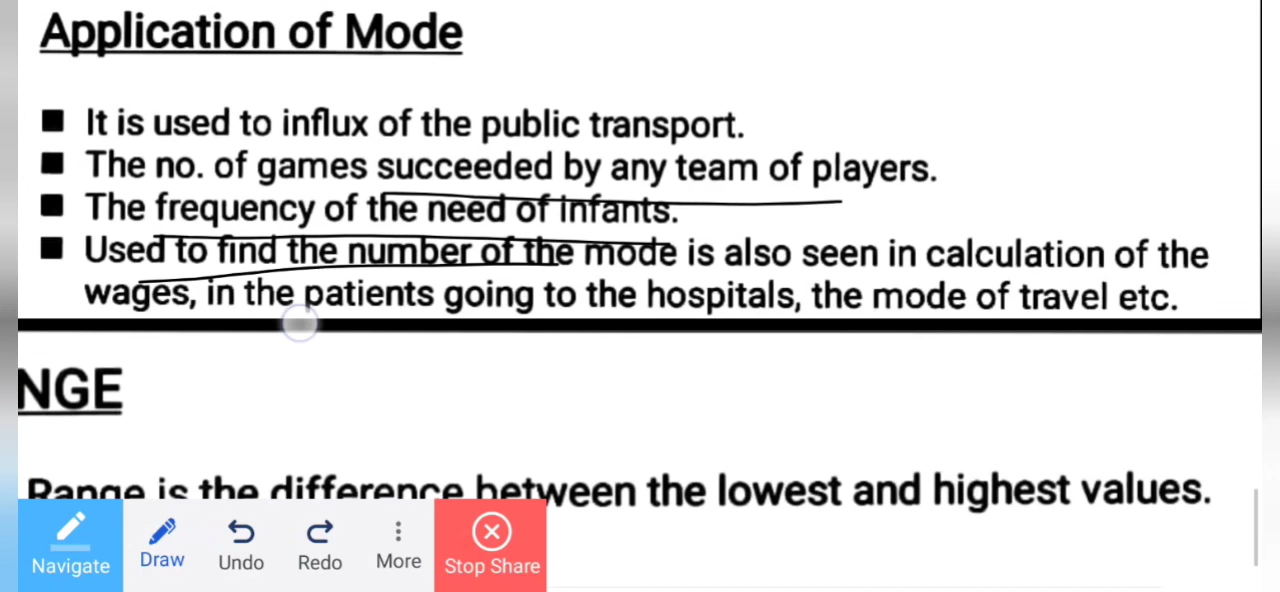 Application of Mode
■ It is used to influx of the public transport.
■ The no. of games succeeded by any team of players.
■ The frequency of the need of infants.
■ Used to find the number of the mode is also seen in calculation of the
wages, in the patients going to the hospitals, the mode of travel etc.
NGE
Range is the difference between the lowest and highest values.
Navigate Draw Undo Redo More Stop Share